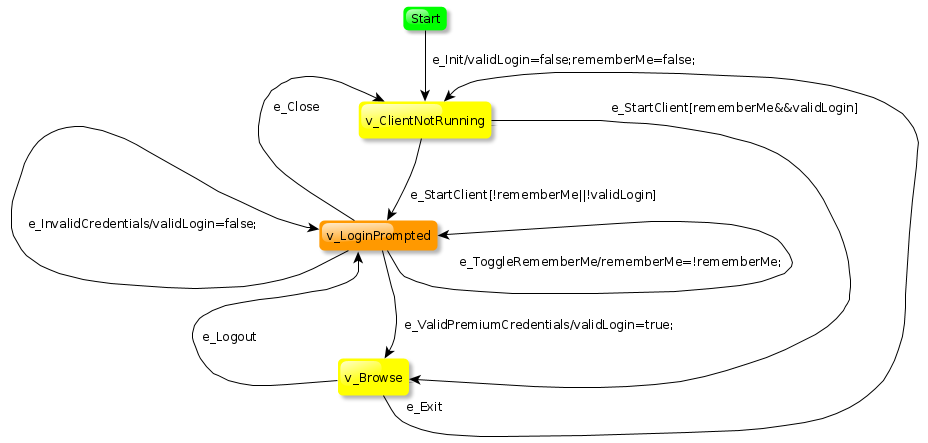 Start
e_Init/validLogin=false;rememberMe=false;
e_Close
e_StartClient[rememberMe&&validLogin]
v_ClientNotRunning
e_StartClient[!rememberMe||!validLogin]
e_InvalidCredentials/validLogin=false;
v_LoginPrompted
e_ToggleRememberMe/rememberMe=!rememberMe;
e_ValidPremiumCredentials/validLogin=true;
e_Logout
v_Browse
e_Exit